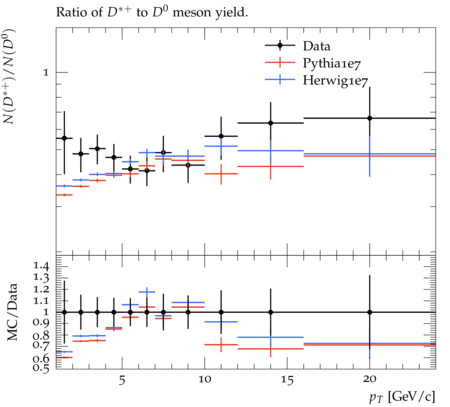 Ratio of D*+ to D0 meson yield.
N(D*+)/N(D0)
1
Data
Pythia1e7
Herwig1e7
MC/Data
1.4
1.3
1.2
1.1
1
0.9
0.8
0.7
0.6
0.5
5 10 15 20
pT [GeV/c]